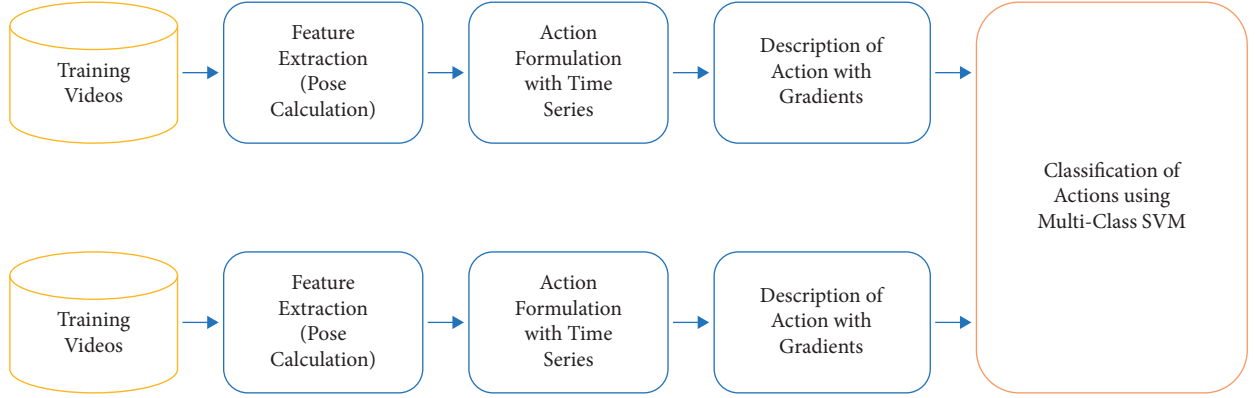 Training
Videos
Feature
Extraction
(Pose
Calculation)
Action
Formulation
with Time
Series
Description of
Action with
Gradients
Classification of
Actions using
Multi-Class SVM
Training
Videos
Feature
Extraction
(Pose
Calculation)
Action
Formulation
with Time
Series
Description of
Action with
Gradients